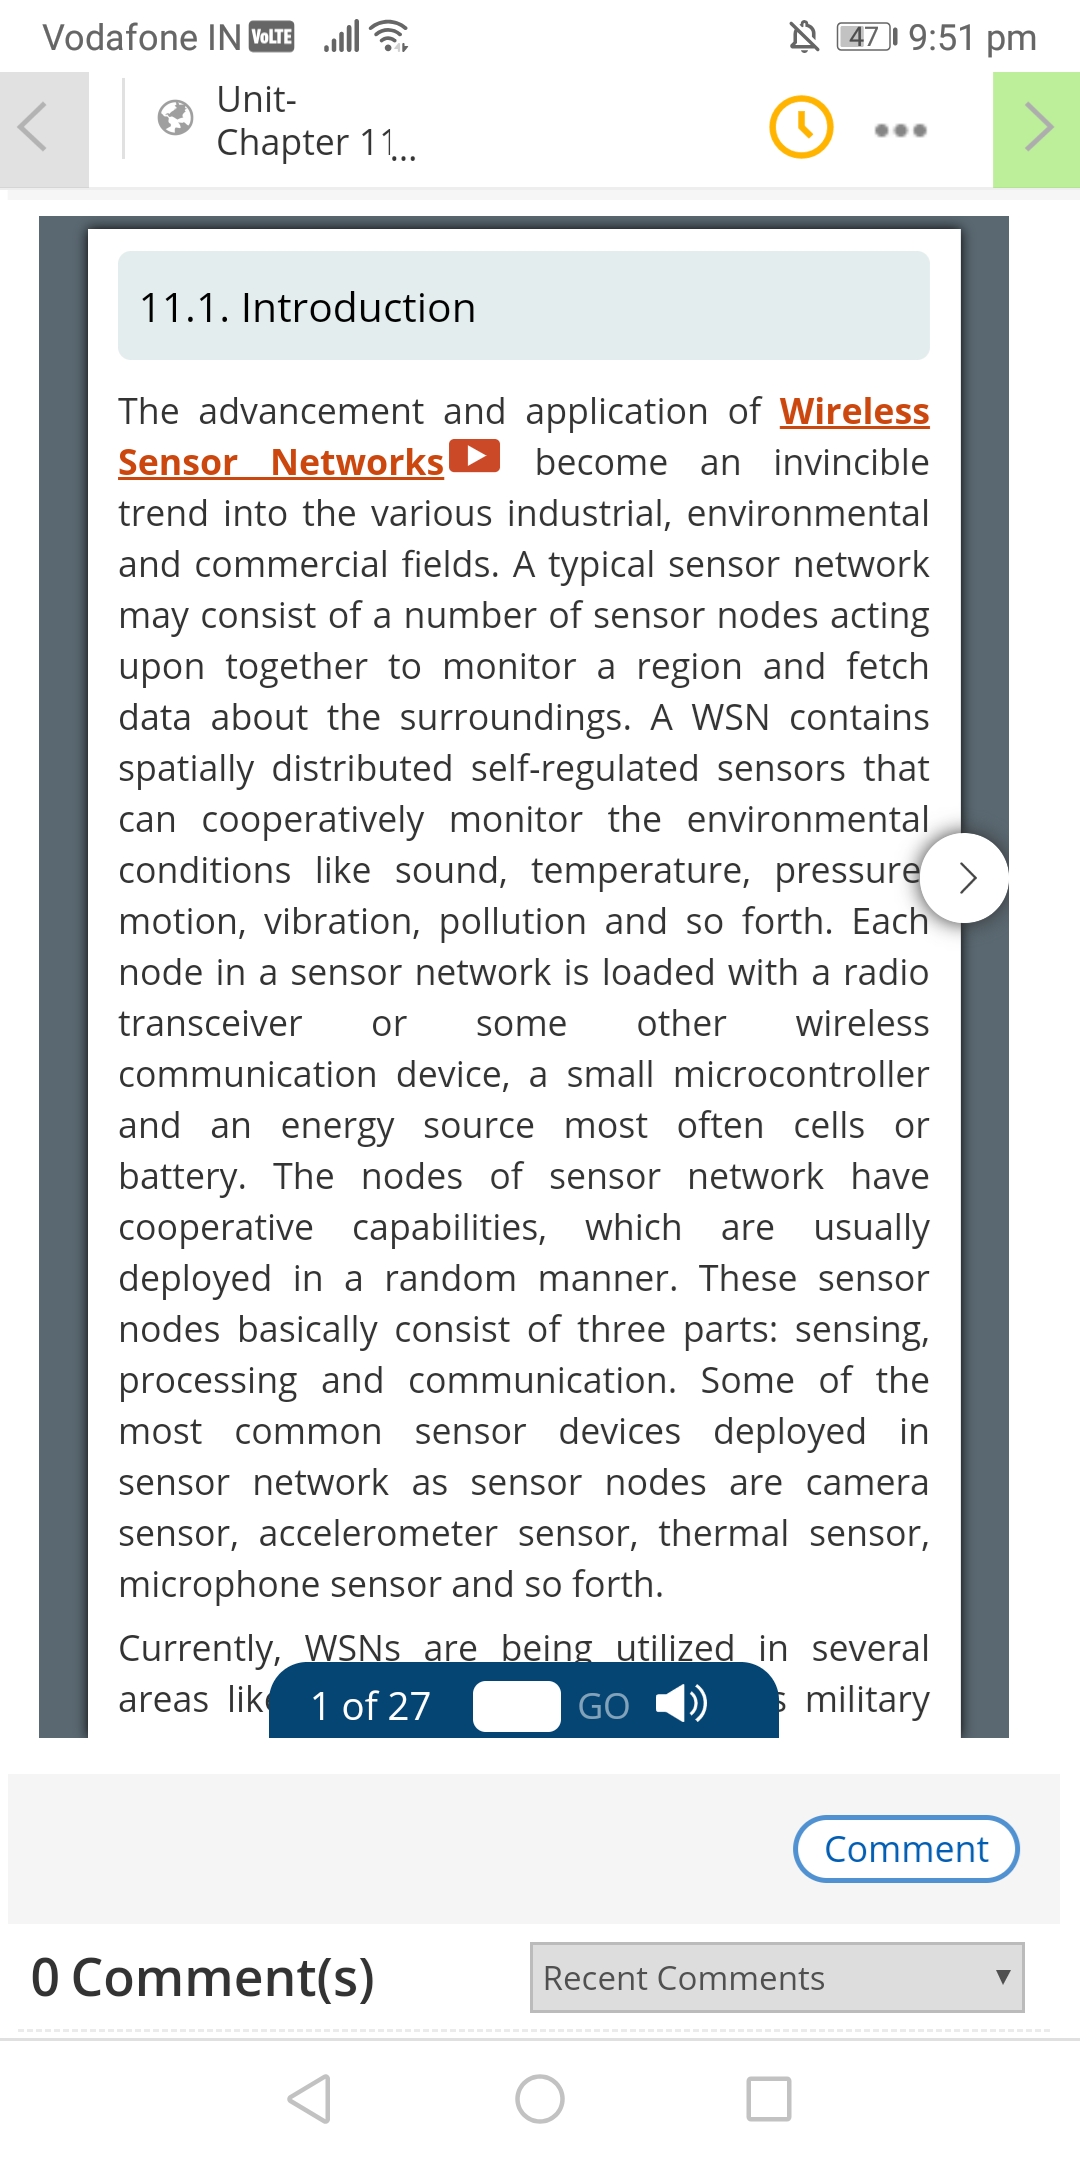 Vodafone IN VoLTE 47 9:51 pm
Unit-
Chapter 11...
11.1. Introduction
The advancement and application of Wireless
Sensor Networks become an invincible
trend into the various industrial, environmental
and commercial fields. A typical sensor network
may consist of a number of sensor nodes acting
upon together to monitor a region and fetch
data about the surroundings. A WSN contains
spatially distributed self-regulated sensors that
can cooperatively monitor the environmental
conditions like sound, temperature, pressure
motion, vibration, pollution and so forth. Each
node in a sensor network is loaded with a radio
transceiver or some other wireless
communication device, a small microcontroller
and an energy source most often cells or
battery. The nodes of sensor network have
cooperative capabilities, which are usually
deployed in a random manner. These sensor
nodes basically consist of three parts: sensing,
processing and communication. Some of the
most common sensor devices deployed in
sensor network as sensor nodes are camera
sensor, accelerometer sensor, thermal sensor,
microphone sensor and so forth.
Currently, WSNs are being utilized in several
areas military
1 of 27 GO
Comment
0 Comment(s)
Recent Comments